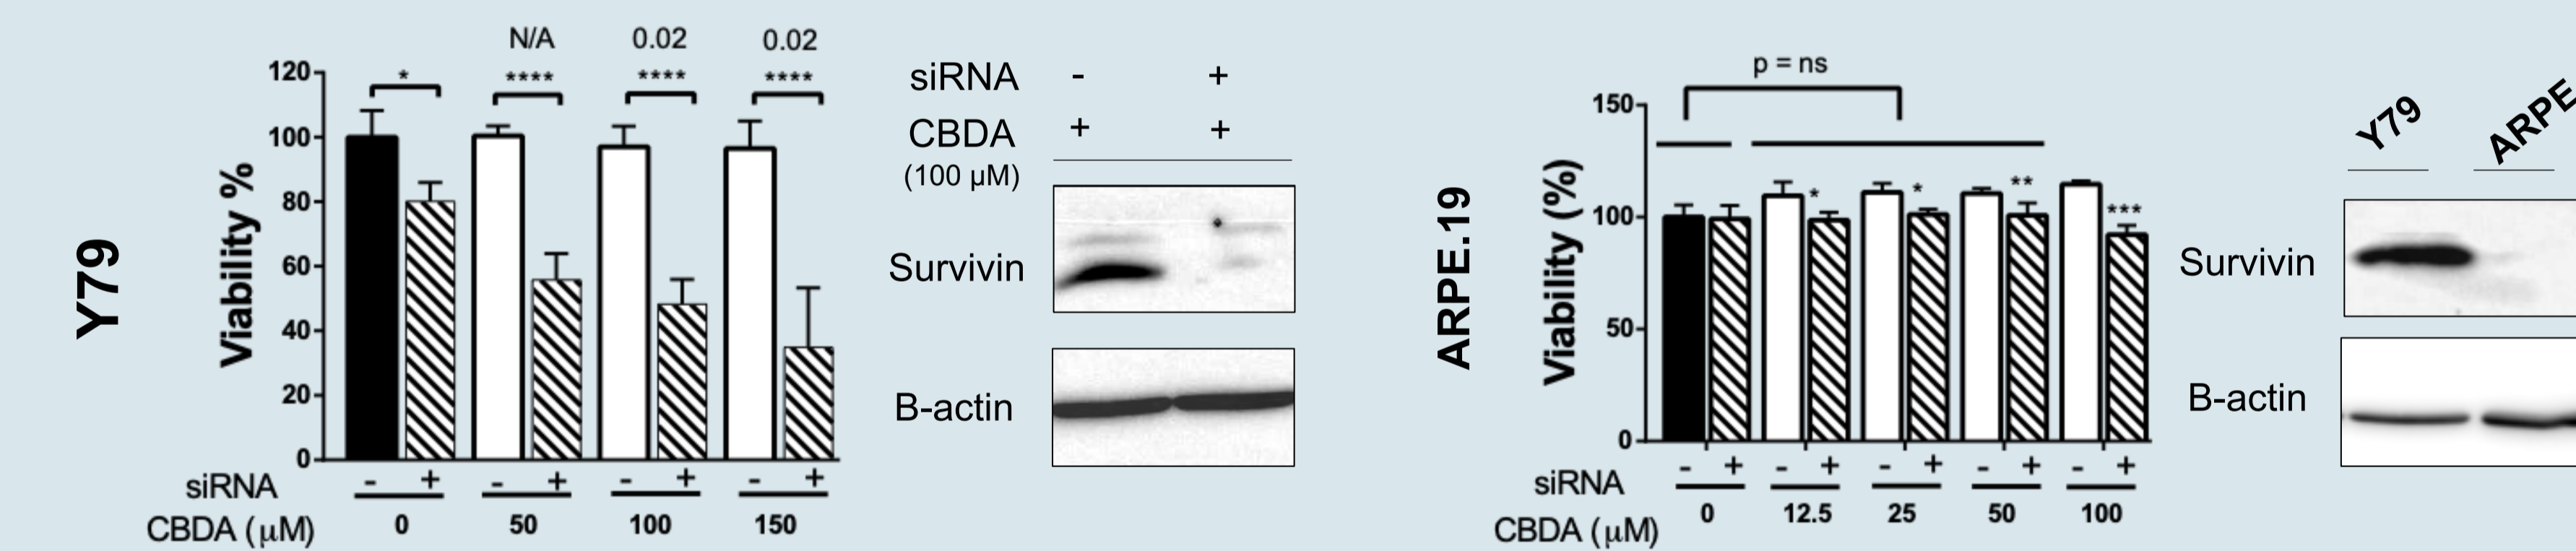 Y79
Viability %
120
100
80
60
40
20
0
N/A 0.02 0.02
* **** **** ****
siRNA - + - + - + - +
CBDA (μM) 0 50 100 150
siRNA - +
CBDA + +
(100 μM)
Survivin
B-actin
ARPE.19
Viability (%)
150
100
50
0
p = ns
* * ** ***
siRNA - + - + - + - + - +
CBDA (μM) 0 12.5 25 50 100
Y79 ARPE
Survivin
B-actin